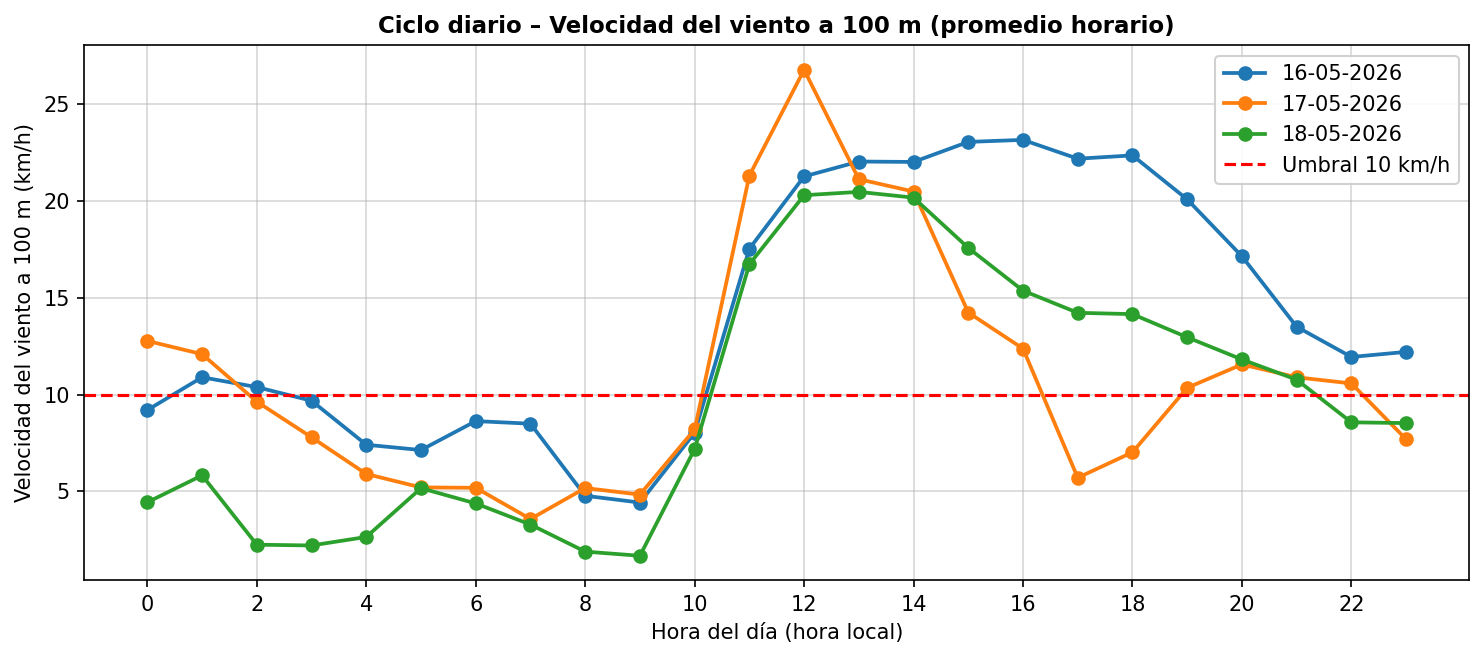 Ciclo diario – Velocidad del viento a 100 m (promedio horario)
Velocidad del viento a 100 m (km/h)
25
20
15
10
5
16-05-2026
17-05-2026
18-05-2026
Umbral 10 km/h
0 2 4 6 8 10 12 14 16 18 20 22
Hora del día (hora local)